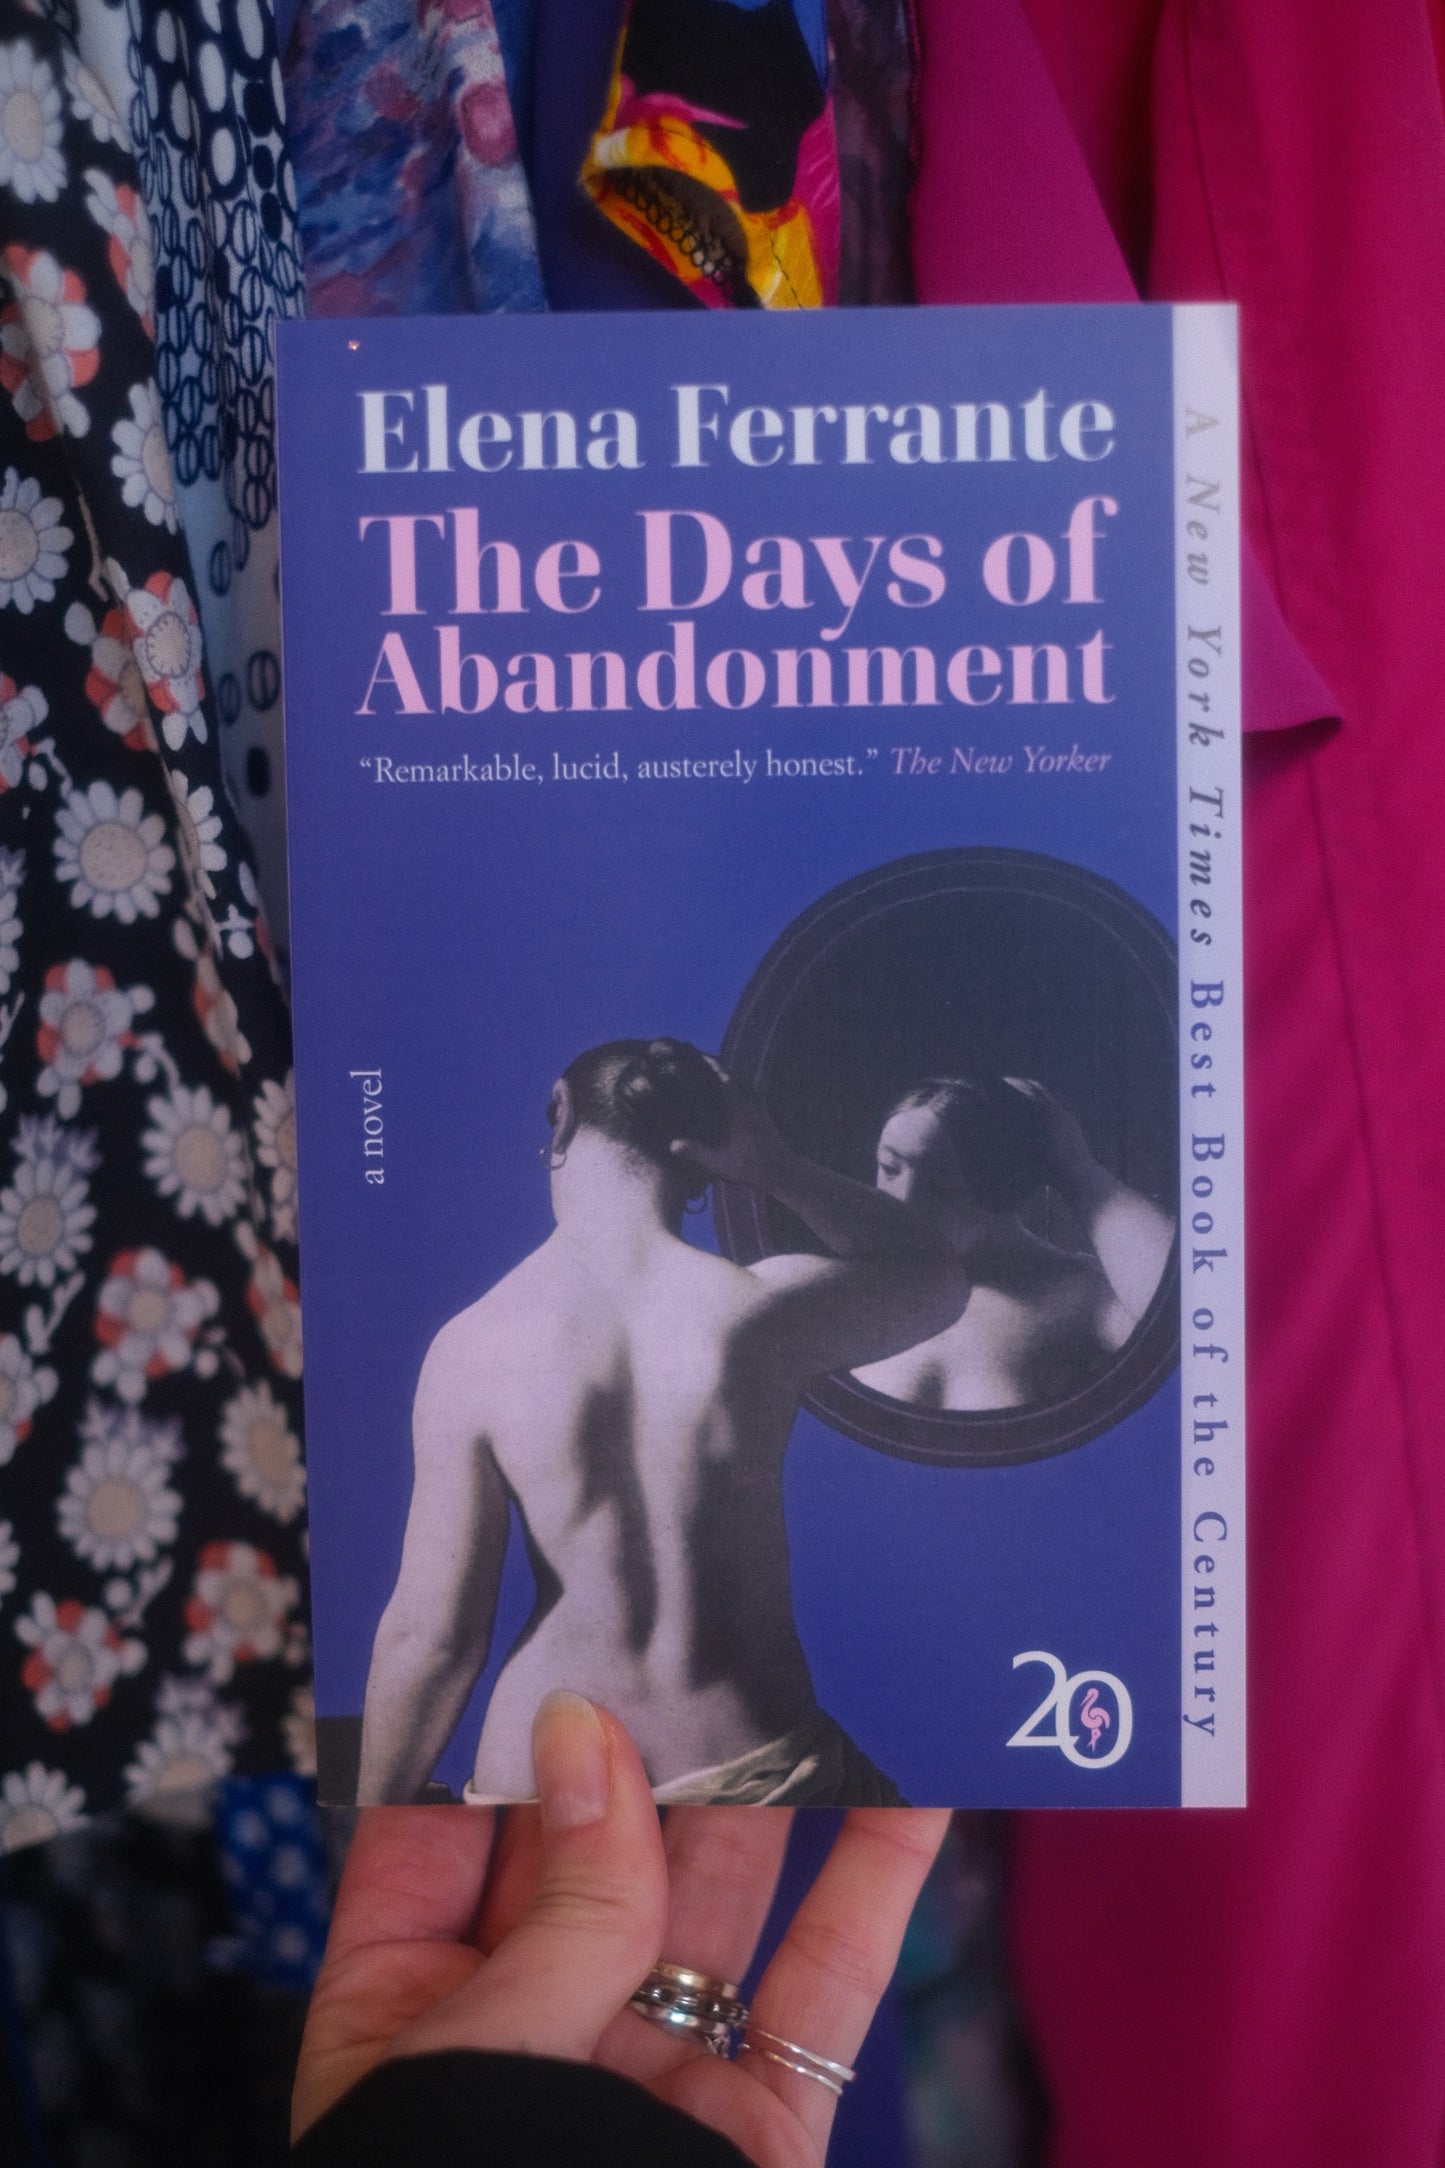 Elena Ferrante
The Days of
Abandonment
“Remarkable, lucid, austerely honest.” The New Yorker
a novel
20
A New York Times Best Book of the Century